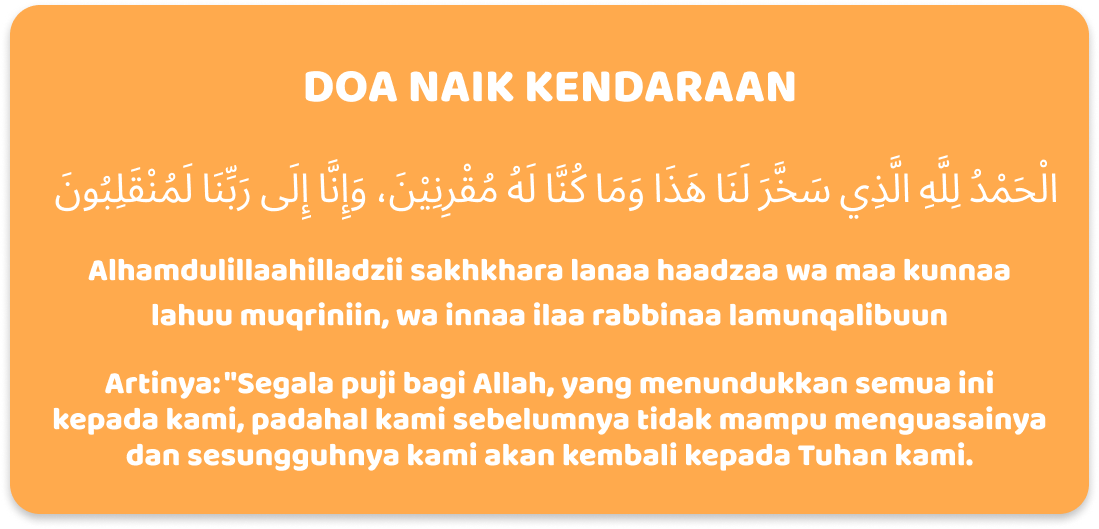 DOA NAIK KENDARAAN
الْحَمْدُ لِلَّهِ الَّذِي سَخَّرَ لَنَا هَذَا وَمَا كُنَّا لَهُ مُقْرِنِيْنَ، وَإِنَّا إِلَى رَبِّنَا لَمُنْقَلِبُونَ
Alhamdulillaahilladzii sakhkhara lanaa haadzaa wa maa kunnaa
lahuu muqriniin, wa innaa ilaa rabbinaa lamunqalibuun
Artinya: "Segala puji bagi Allah, yang menundukkan semua ini
kepada kami, padahal kami sebelumnya tidak mampu menguasainya
dan sesungguhnya kami akan kembali kepada Tuhan kami.